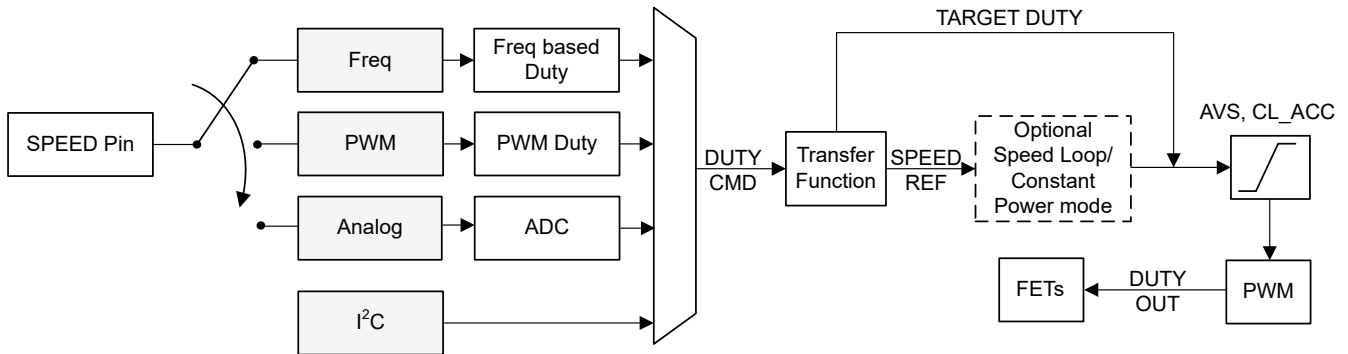 TARGET DUTY
Freq
Freq based
Duty
AVS, CL_ACC
SPEED Pin
PWM
PWM Duty
DUTY
CMD
Transfer
Function
SPEED
REF
Optional
Speed Loop/
Constant
Power mode
Analog
ADC
I²C
FETs
DUTY
OUT
PWM